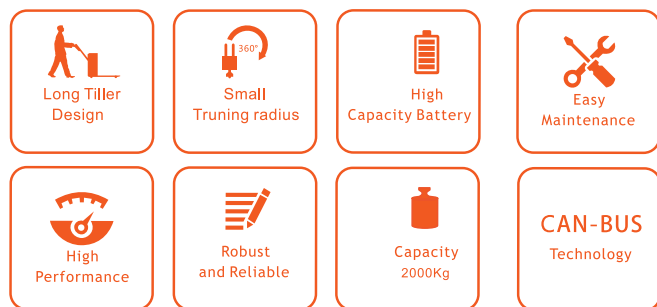 Long Tiller
Design
360°
Small
Truning radius
High
Capacity Battery
Easy
Maintenance
High
Performance
Robust
and Reliable
Capacity
2000Kg
CAN-BUS
Technology